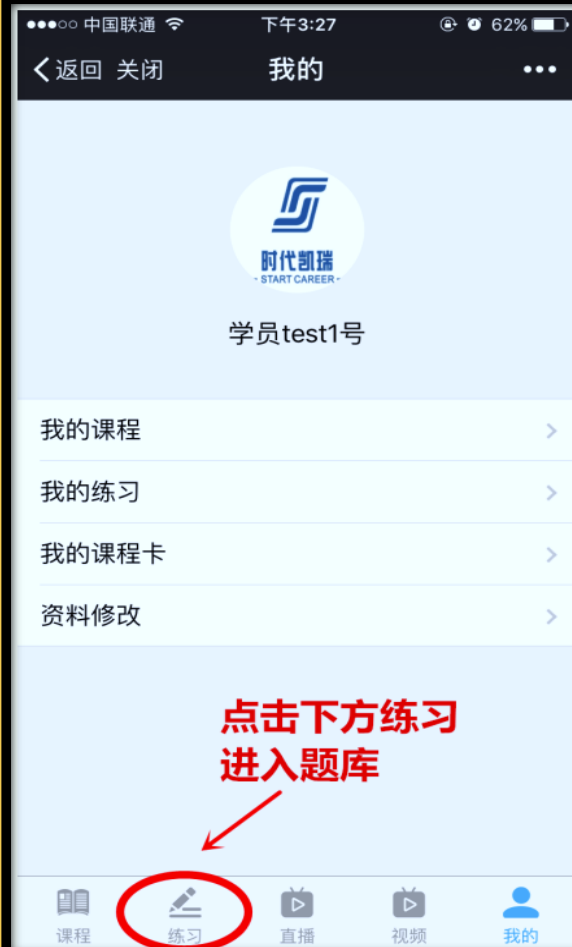 中国联通 下午3:27 62%
返回 关闭 我的
时代凯瑞
- START CAREER -
学员test1号
我的课程
我的练习
我的课程卡
资料修改
点击下方练习
进入题库
课程 练习 直播 视频 我的